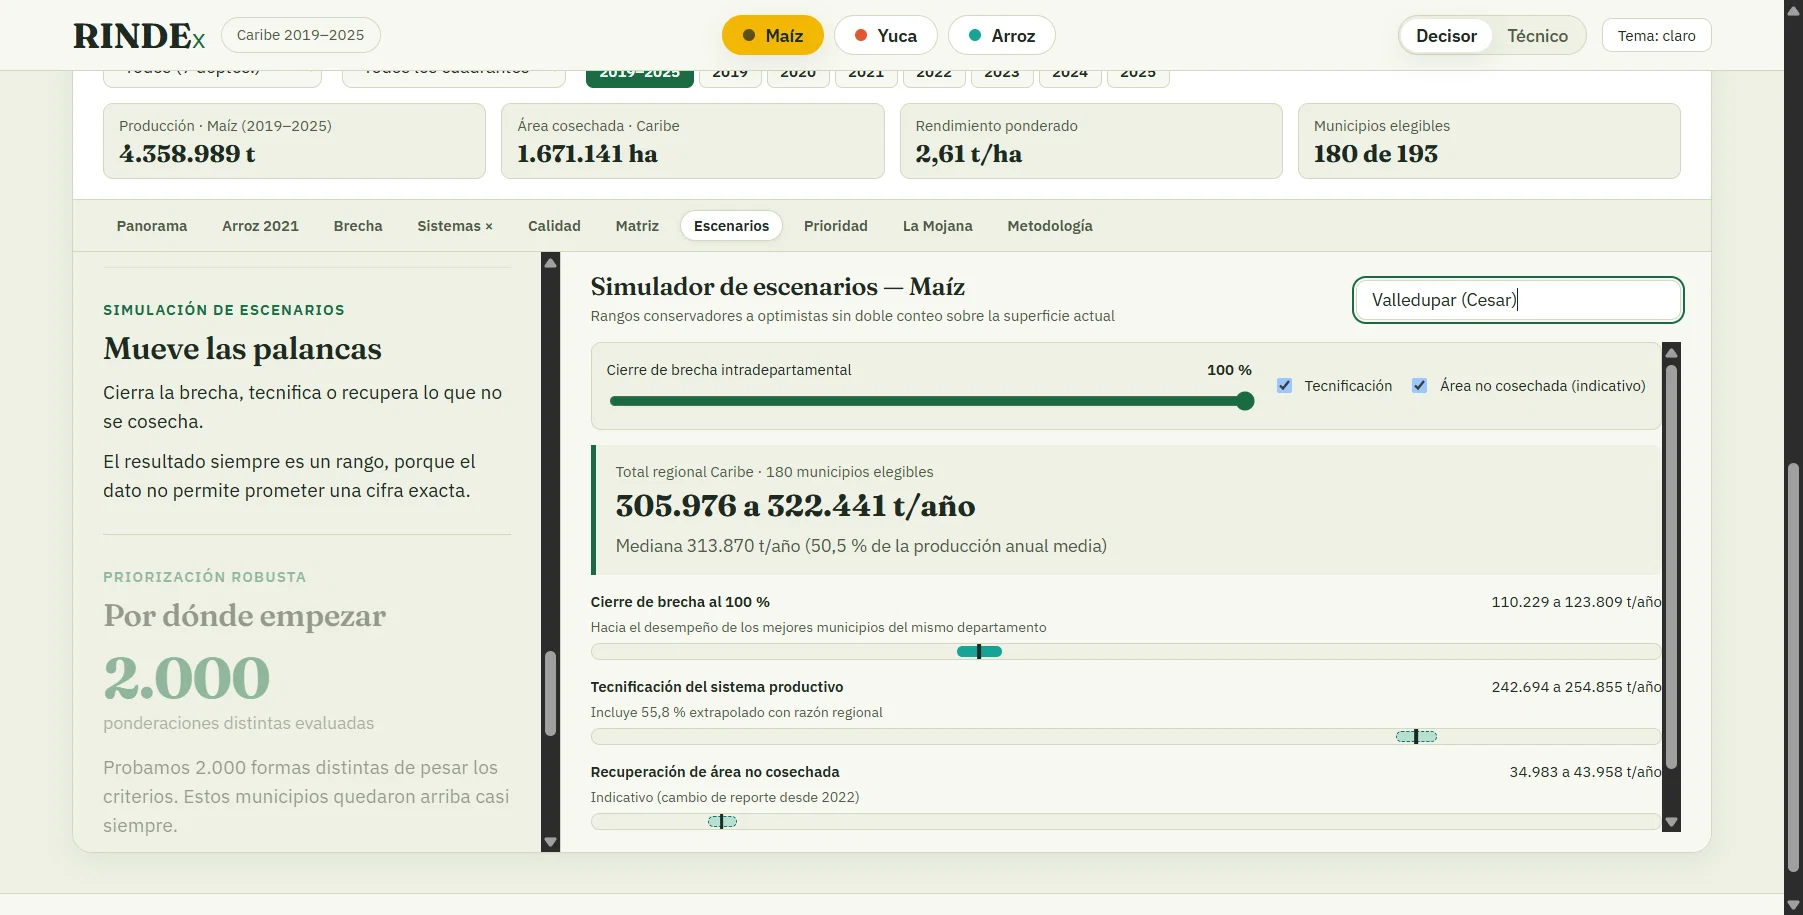 RINDEx
Caribe 2019–2025
Maíz
Yuca
Arroz
Decisor
Técnico
Tema: claro
Todos (7 deptos.)
Todos los cuadrantes
2019–2025
2019
2020
2021
2022
2023
2024
2025
Producción · Maíz (2019–2025)
4.358.989 t
Área cosechada · Caribe
1.671.141 ha
Rendimiento ponderado
2,61 t/ha
Municipios elegibles
180 de 193
Panorama
Arroz 2021
Brecha
Sistemas ×
Calidad
Matriz
Escenarios
Prioridad
La Mojana
Metodología
SIMULACIÓN DE ESCENARIOS
Mueve las palancas
Cierra la brecha, tecnifica o recupera lo que no
se cosecha.
El resultado siempre es un rango, porque el
dato no permite prometer una cifra exacta.
PRIORIZACIÓN ROBUSTA
Por dónde empezar
2.000
ponderaciones distintas evaluadas
Probamos 2.000 formas distintas de pesar los
criterios. Estos municipios quedaron arriba casi
siempre.
Simulador de escenarios — Maíz
Rangos conservadores a optimistas sin doble conteo sobre la superficie actual
Valledupar (Cesar)
Cierre de brecha intradepartamental
100 %
Tecnificación
Área no cosechada (indicativo)
Total regional Caribe · 180 municipios elegibles
305.976 a 322.441 t/año
Mediana 313.870 t/año (50,5 % de la producción anual media)
Cierre de brecha al 100 %
110.229 a 123.809 t/año
Hacia el desempeño de los mejores municipios del mismo departamento
Tecnificación del sistema productivo
242.694 a 254.855 t/año
Incluye 55,8 % extrapolado con razón regional
Recuperación de área no cosechada
34.983 a 43.958 t/año
Indicativo (cambio de reporte desde 2022)